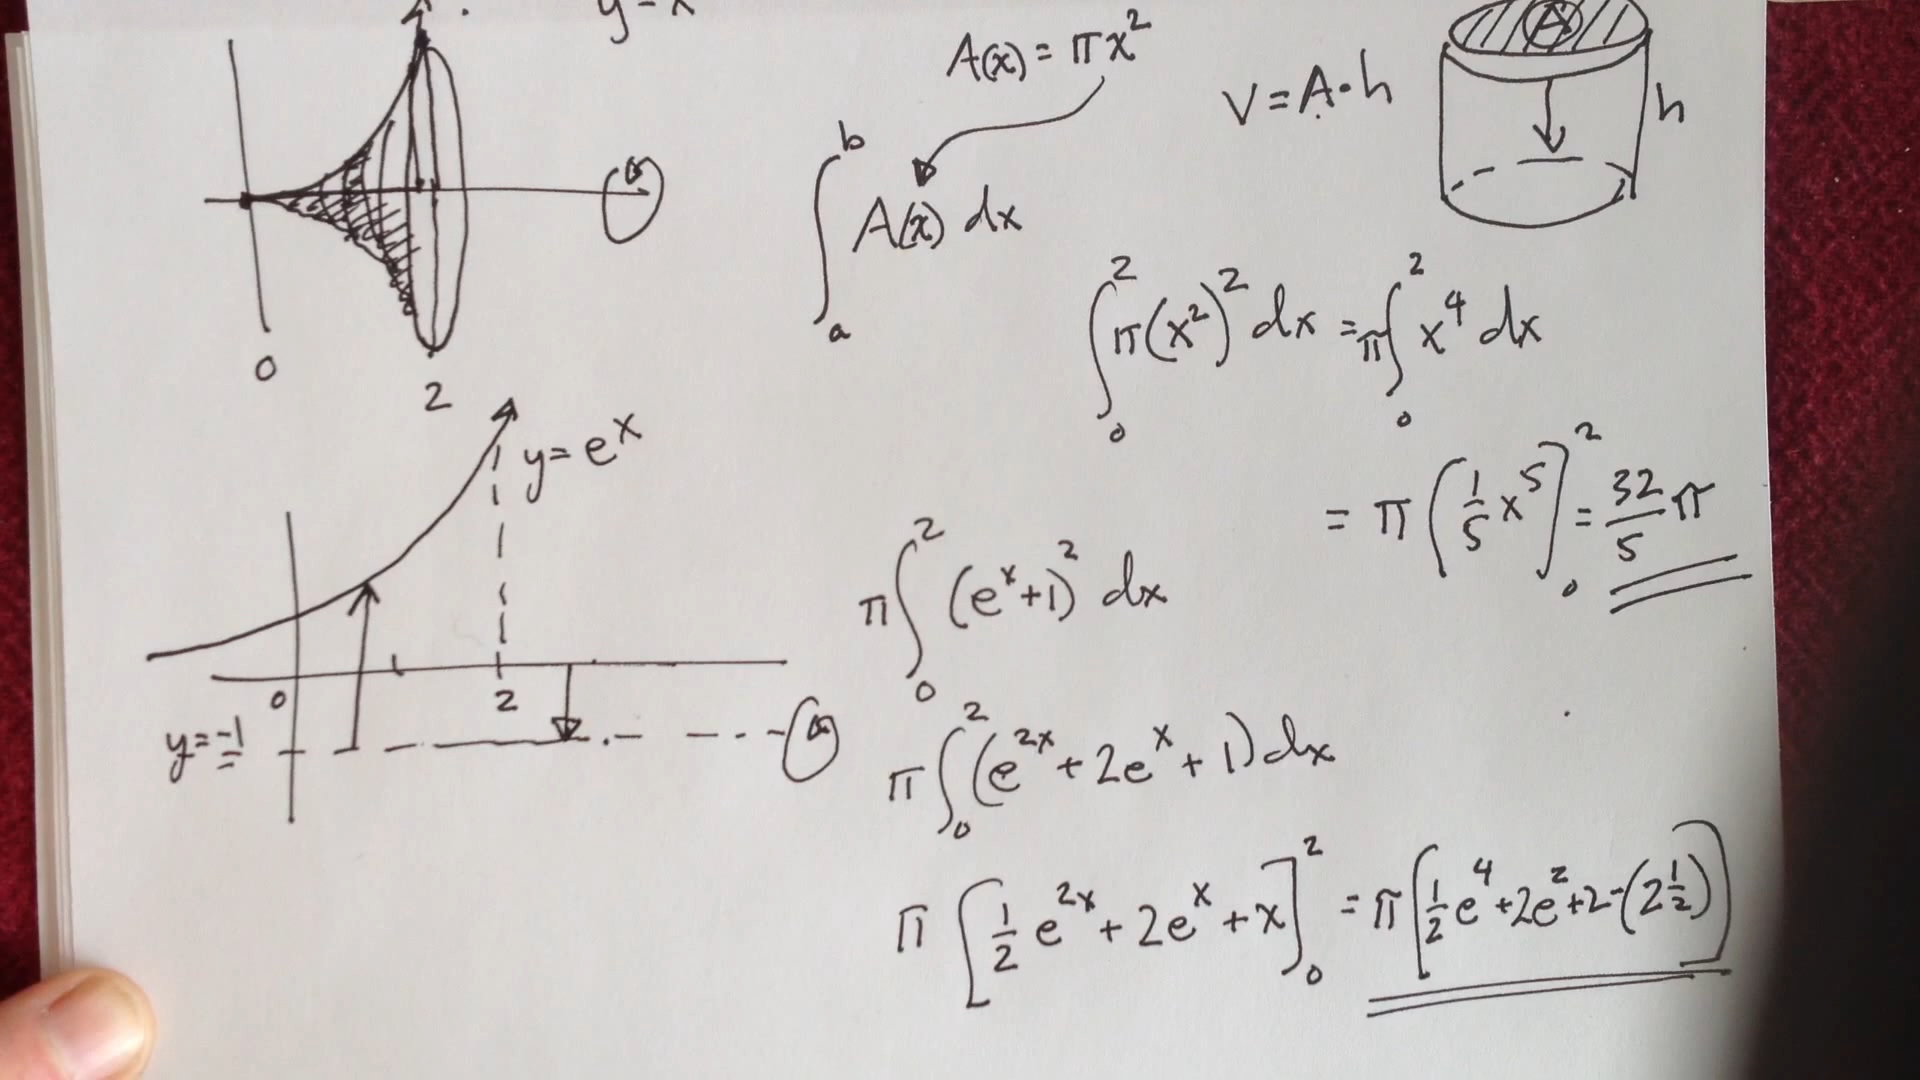 y=x
A(x) = πx²
V = A·h
A
h
∫ₐᵇ A(x) dx
0
2
∫₀² π(x²)² dx = π∫₀² x⁴ dx
= π(1/5 x⁵]₀² = 32/5 π
y=eˣ
0
2
y=-1
π∫₀² (eˣ+1)² dx
π∫₀² (e²ˣ + 2eˣ + 1)dx
π[1/2 e²ˣ + 2eˣ + x]₀² = π[1/2 e⁴ + 2e² + 2 - (2 1/2)]